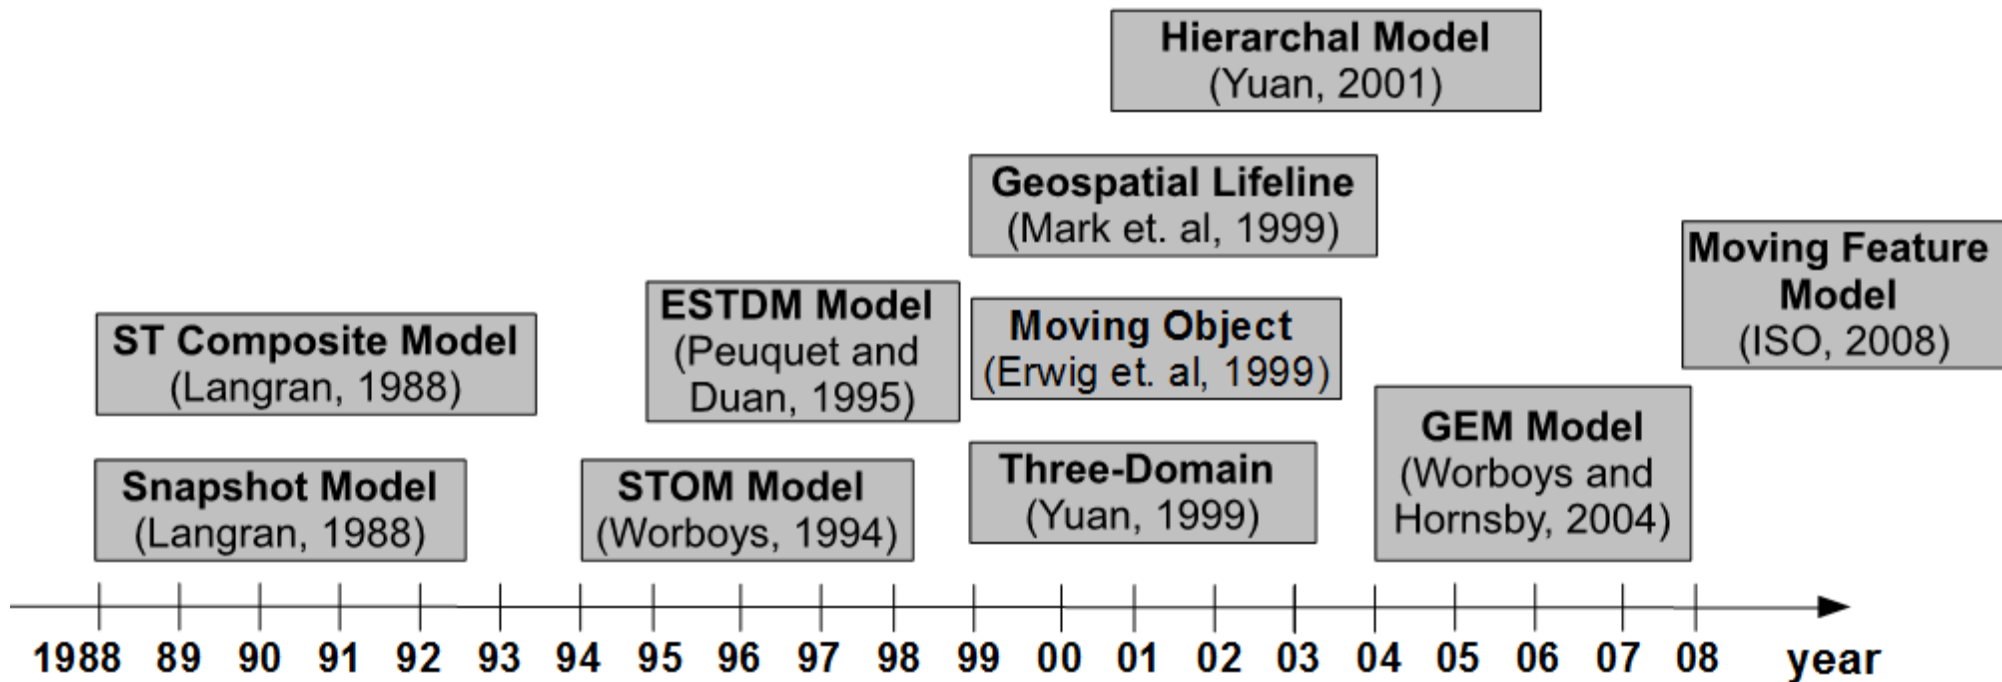 Hierarchal Model
(Yuan, 2001)
Geospatial Lifeline
(Mark et. al, 1999)
Moving Feature
Model
(ISO, 2008)
ESTDM Model
(Peuquet and
Duan, 1995)
Moving Object
(Erwig et. al, 1999)
ST Composite Model
(Langran, 1988)
GEM Model
(Worboys and
Hornsby, 2004)
Three-Domain
(Yuan, 1999)
Snapshot Model
(Langran, 1988)
STOM Model
(Worboys, 1994)
1988 89 90 91 92 93 94 95 96 97 98 99 00 01 02 03 04 05 06 07 08 year